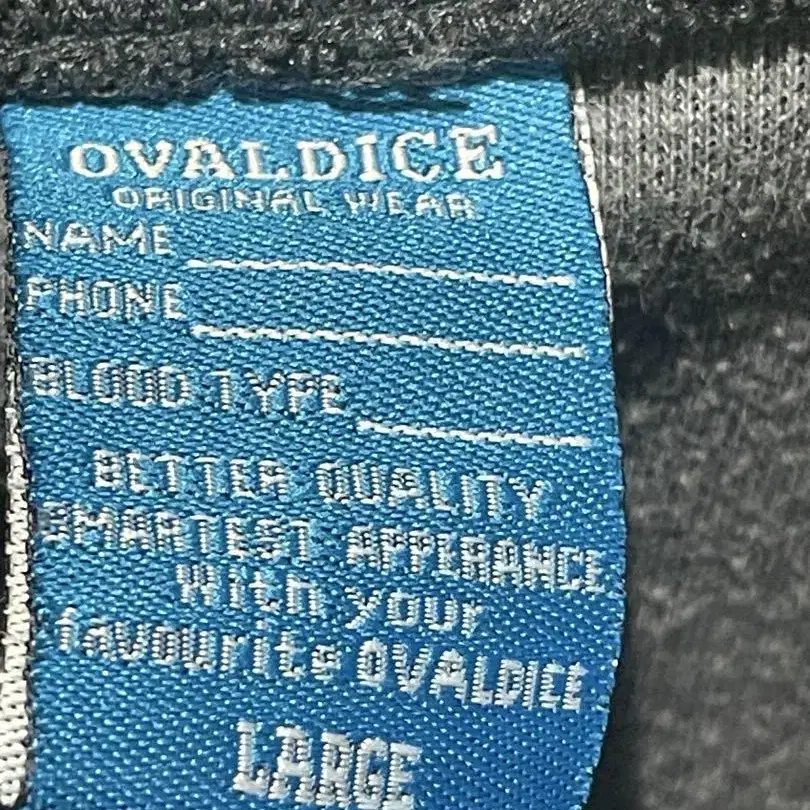 OVALDICE
ORIGINAL WEAR
NAME
PHONE
BLOOD TYPE
BETTER QUALITY
SMARTEST APPERANCE
With your
favourite OVALDICE
LARGE